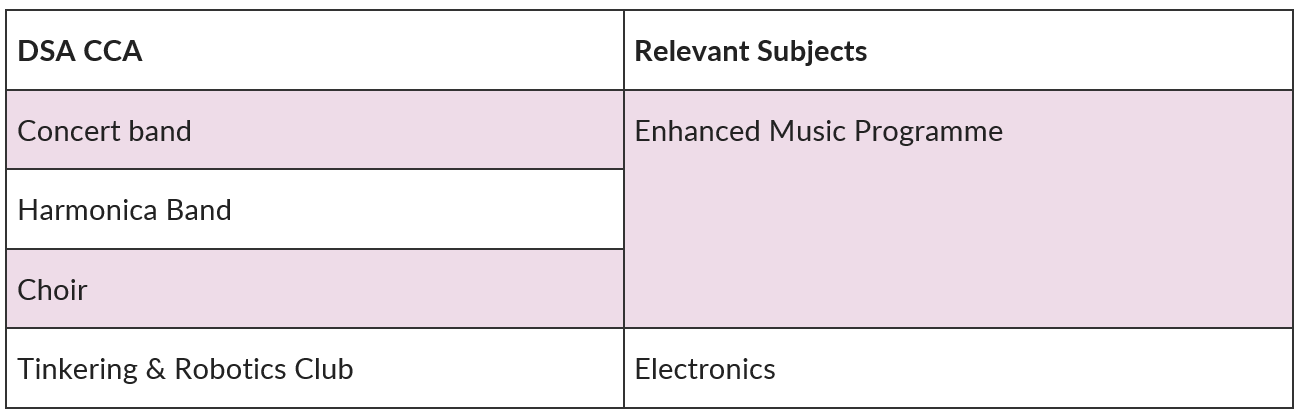 DSA CCA
Relevant Subjects
Concert band
Enhanced Music Programme
Harmonica Band
Choir
Tinkering & Robotics Club
Electronics